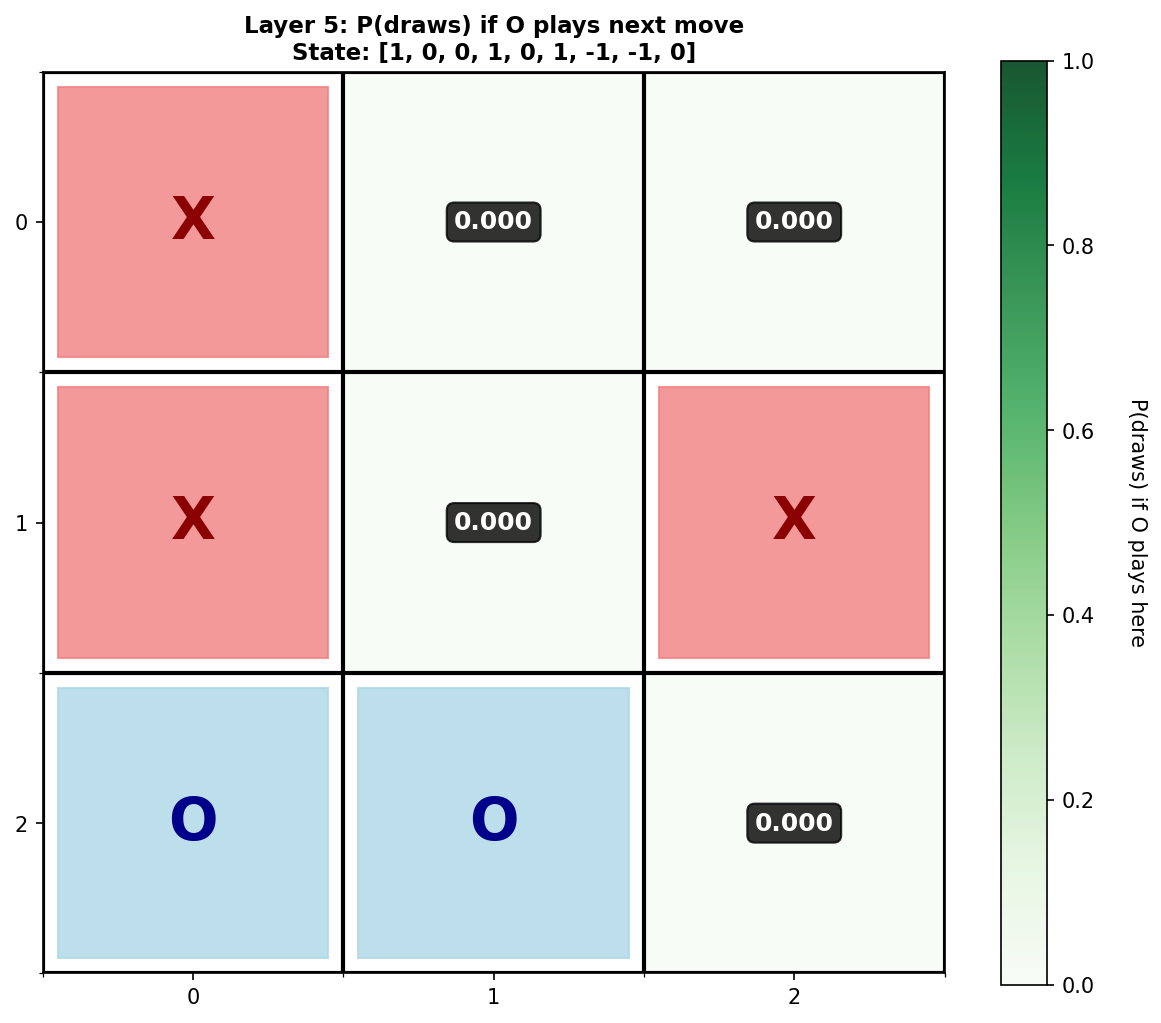 Layer 5: P(draws) if O plays next move
State: [1, 0, 0, 1, 0, 1, -1, -1, 0]
1.0
0 X 0.000 0.000
0.8
0.6
P(draws) if O plays here
1 X 0.000 X
0.4
0.2
2 O O 0.000
0.0
0 1 2